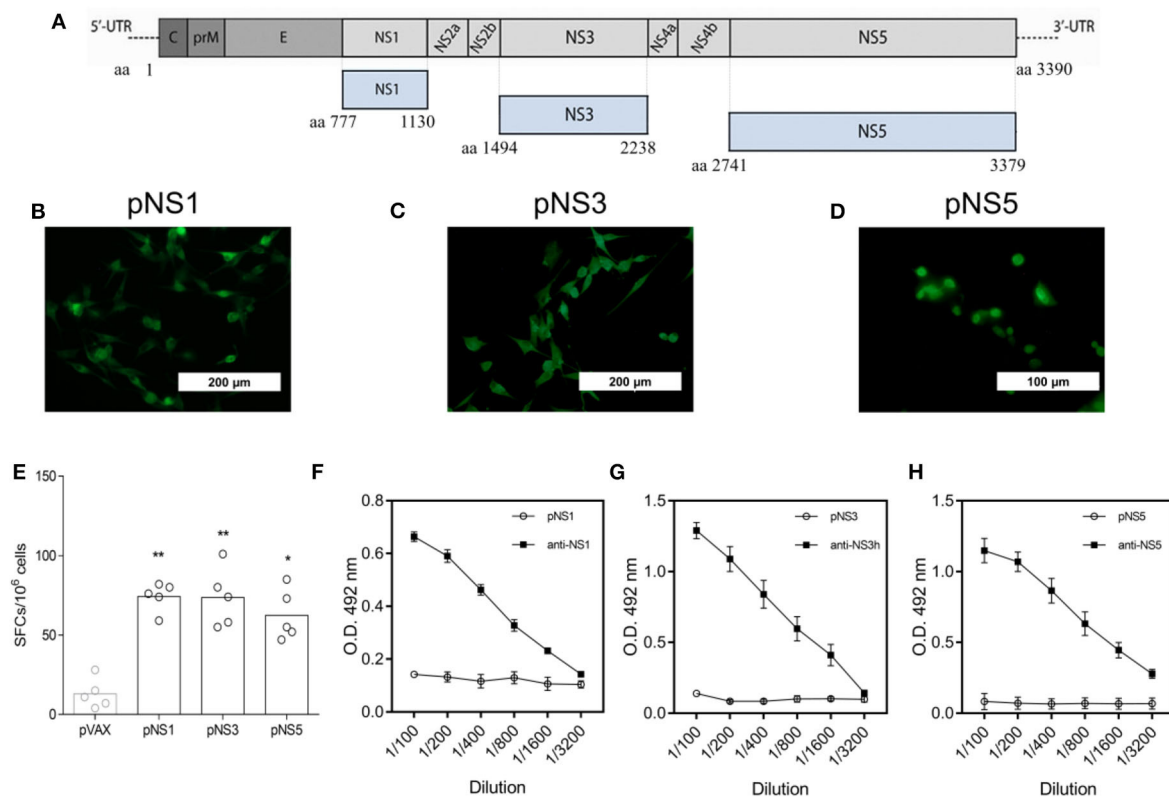 A
5'-UTR
C
prM
E
NS1
NS2a
NS2b
NS3
NS4a
NS4b
NS5
3'-UTR
aa 1
aa 3390
NS1
NS3
NS5
aa 777
1130
aa 1494
2238
aa 2741
3379
B
pNS1
200 µm
C
pNS3
200 µm
D
pNS5
100 µm
E
SFCs/10⁶ cells
150
100
50
0
**
**
*
pVAX
pNS1
pNS3
pNS5
F
O.D. 492 nm
0.8
0.6
0.4
0.2
0.0
pNS1
anti-NS1
1/100
1/200
1/400
1/800
1/1600
1/3200
Dilution
G
O.D. 492 nm
1.5
1.0
0.5
0.0
pNS3
anti-NS3h
1/100
1/200
1/400
1/800
1/1600
1/3200
Dilution
H
O.D. 492 nm
1.5
1.0
0.5
0.0
pNS5
anti-NS5
1/100
1/200
1/400
1/800
1/1600
1/3200
Dilution